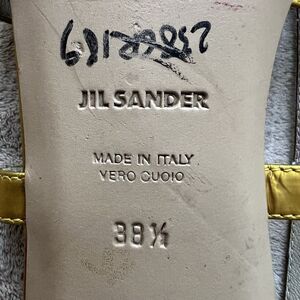 JIL SANDER
MADE IN ITALY
VERO CUOIO
38½